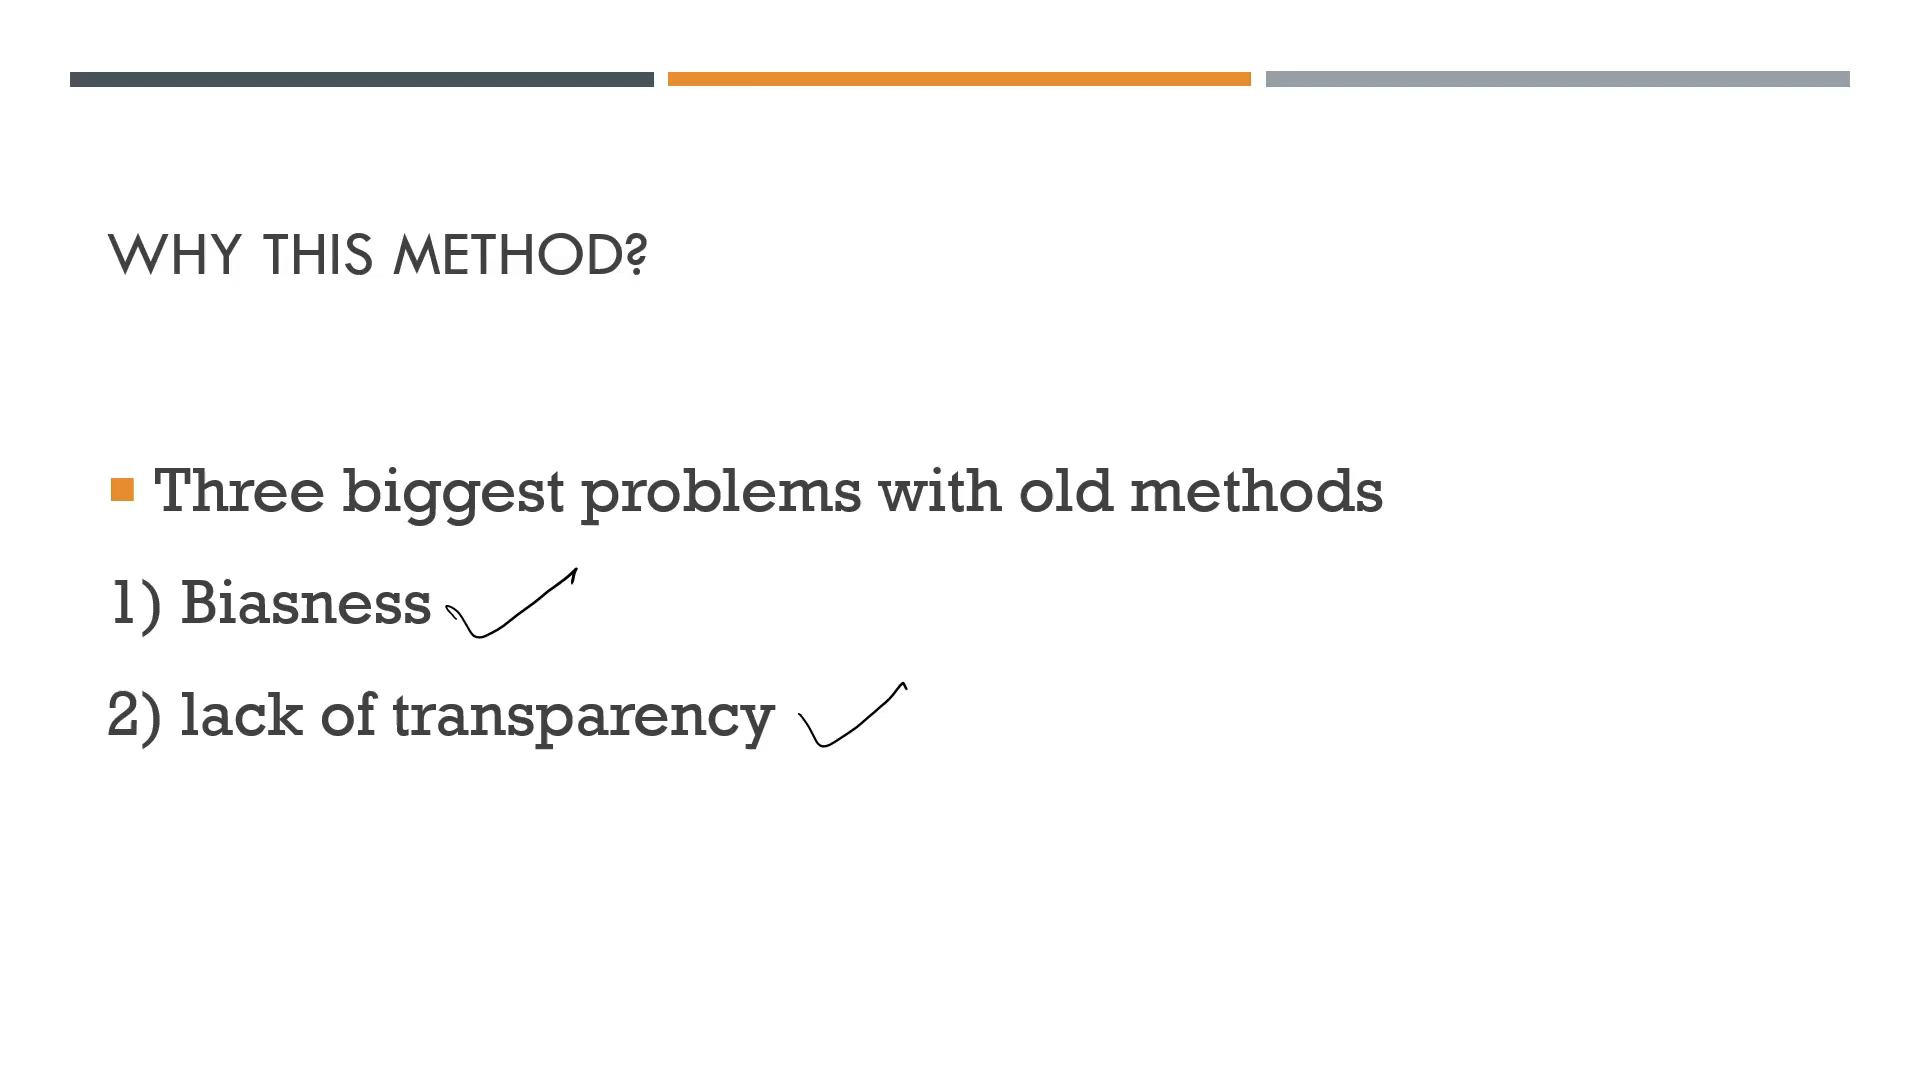 WHY THIS METHOD?
Three biggest problems with old methods
1) Biasness
2) lack of transparency